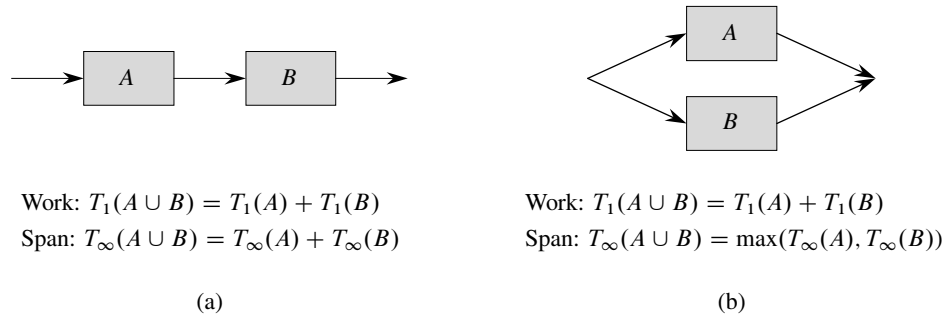 A
B
Work: T₁(A ∪ B) = T₁(A) + T₁(B)
Span: T∞(A ∪ B) = T∞(A) + T∞(B)
(a)
A
B
Work: T₁(A ∪ B) = T₁(A) + T₁(B)
Span: T∞(A ∪ B) = max(T∞(A), T∞(B))
(b)